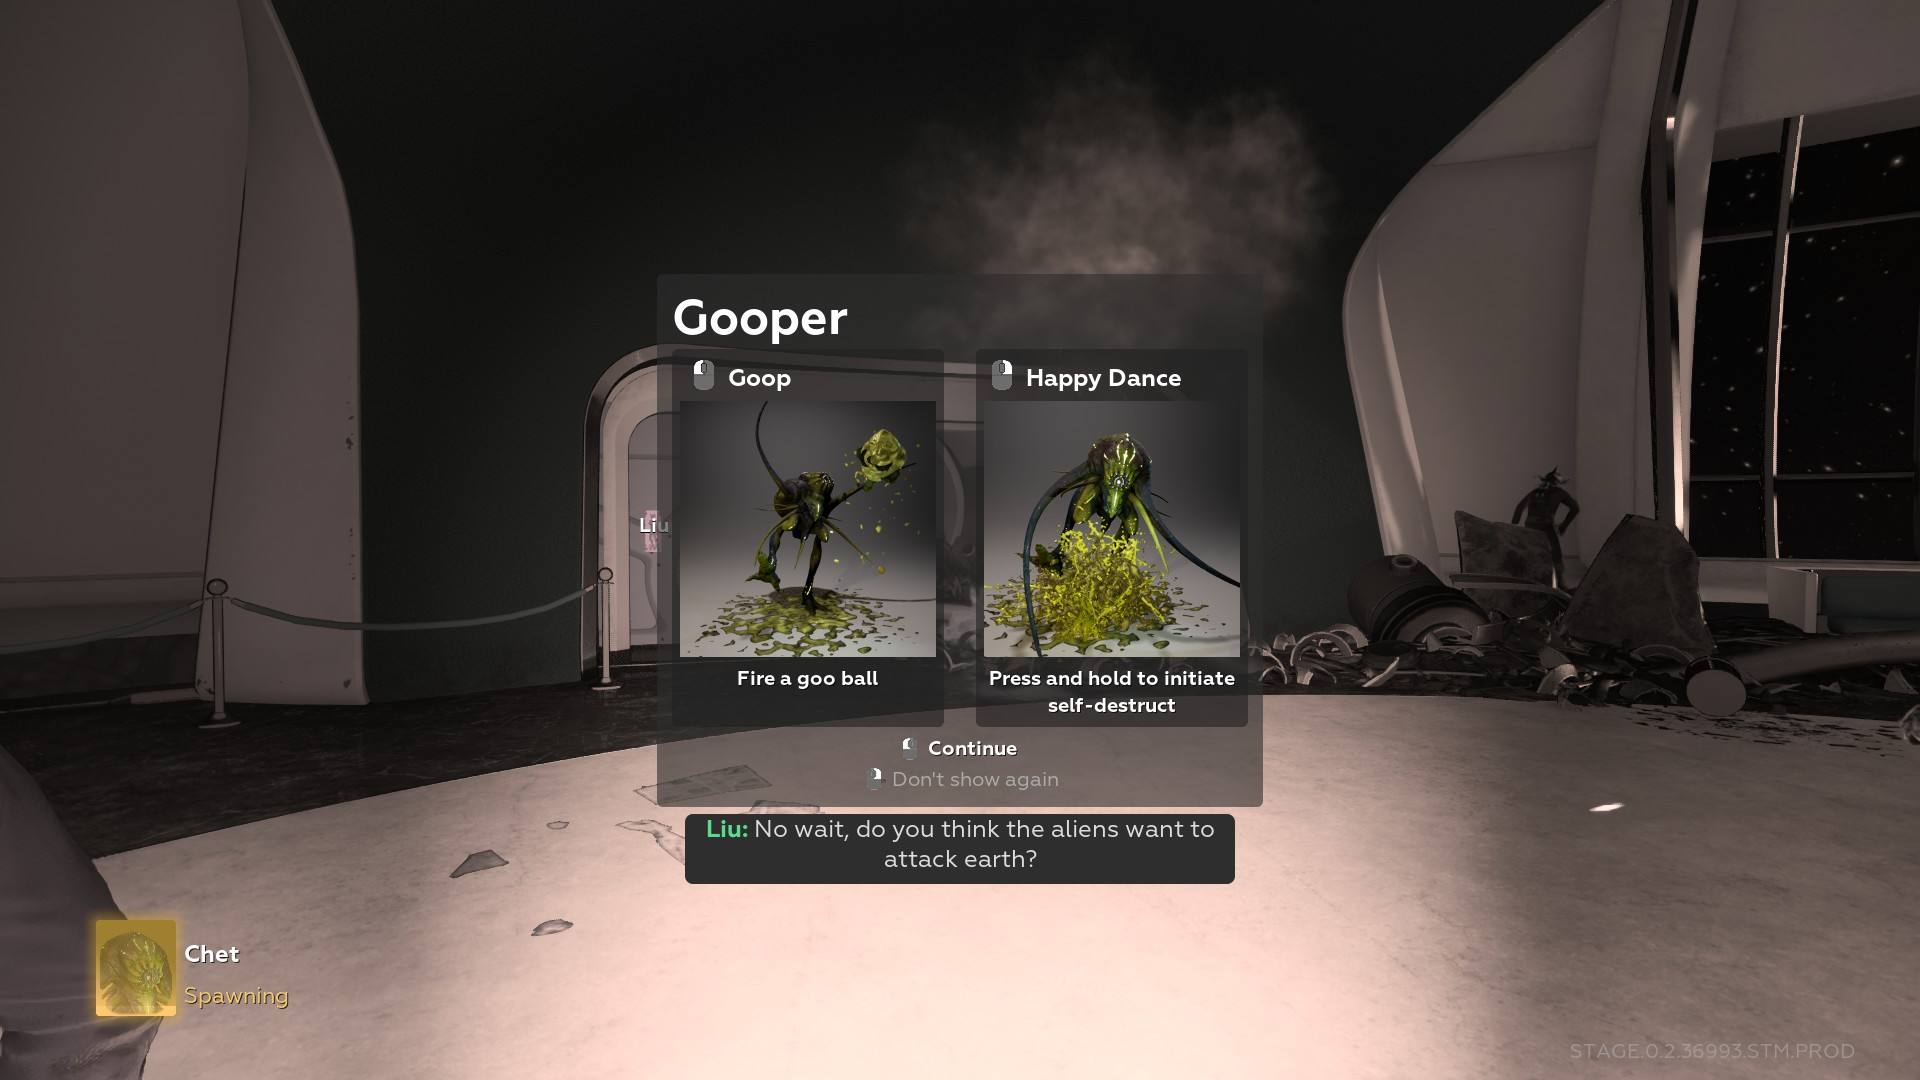 Gooper
Goop
Happy Dance
Liu
Fire a goo ball
Press and hold to initiate
self-destruct
Continue
Don't show again
Liu: No wait, do you think the aliens want to
attack earth?
Chet
Spawning
STAGE.0.2.36993.STM.PROD